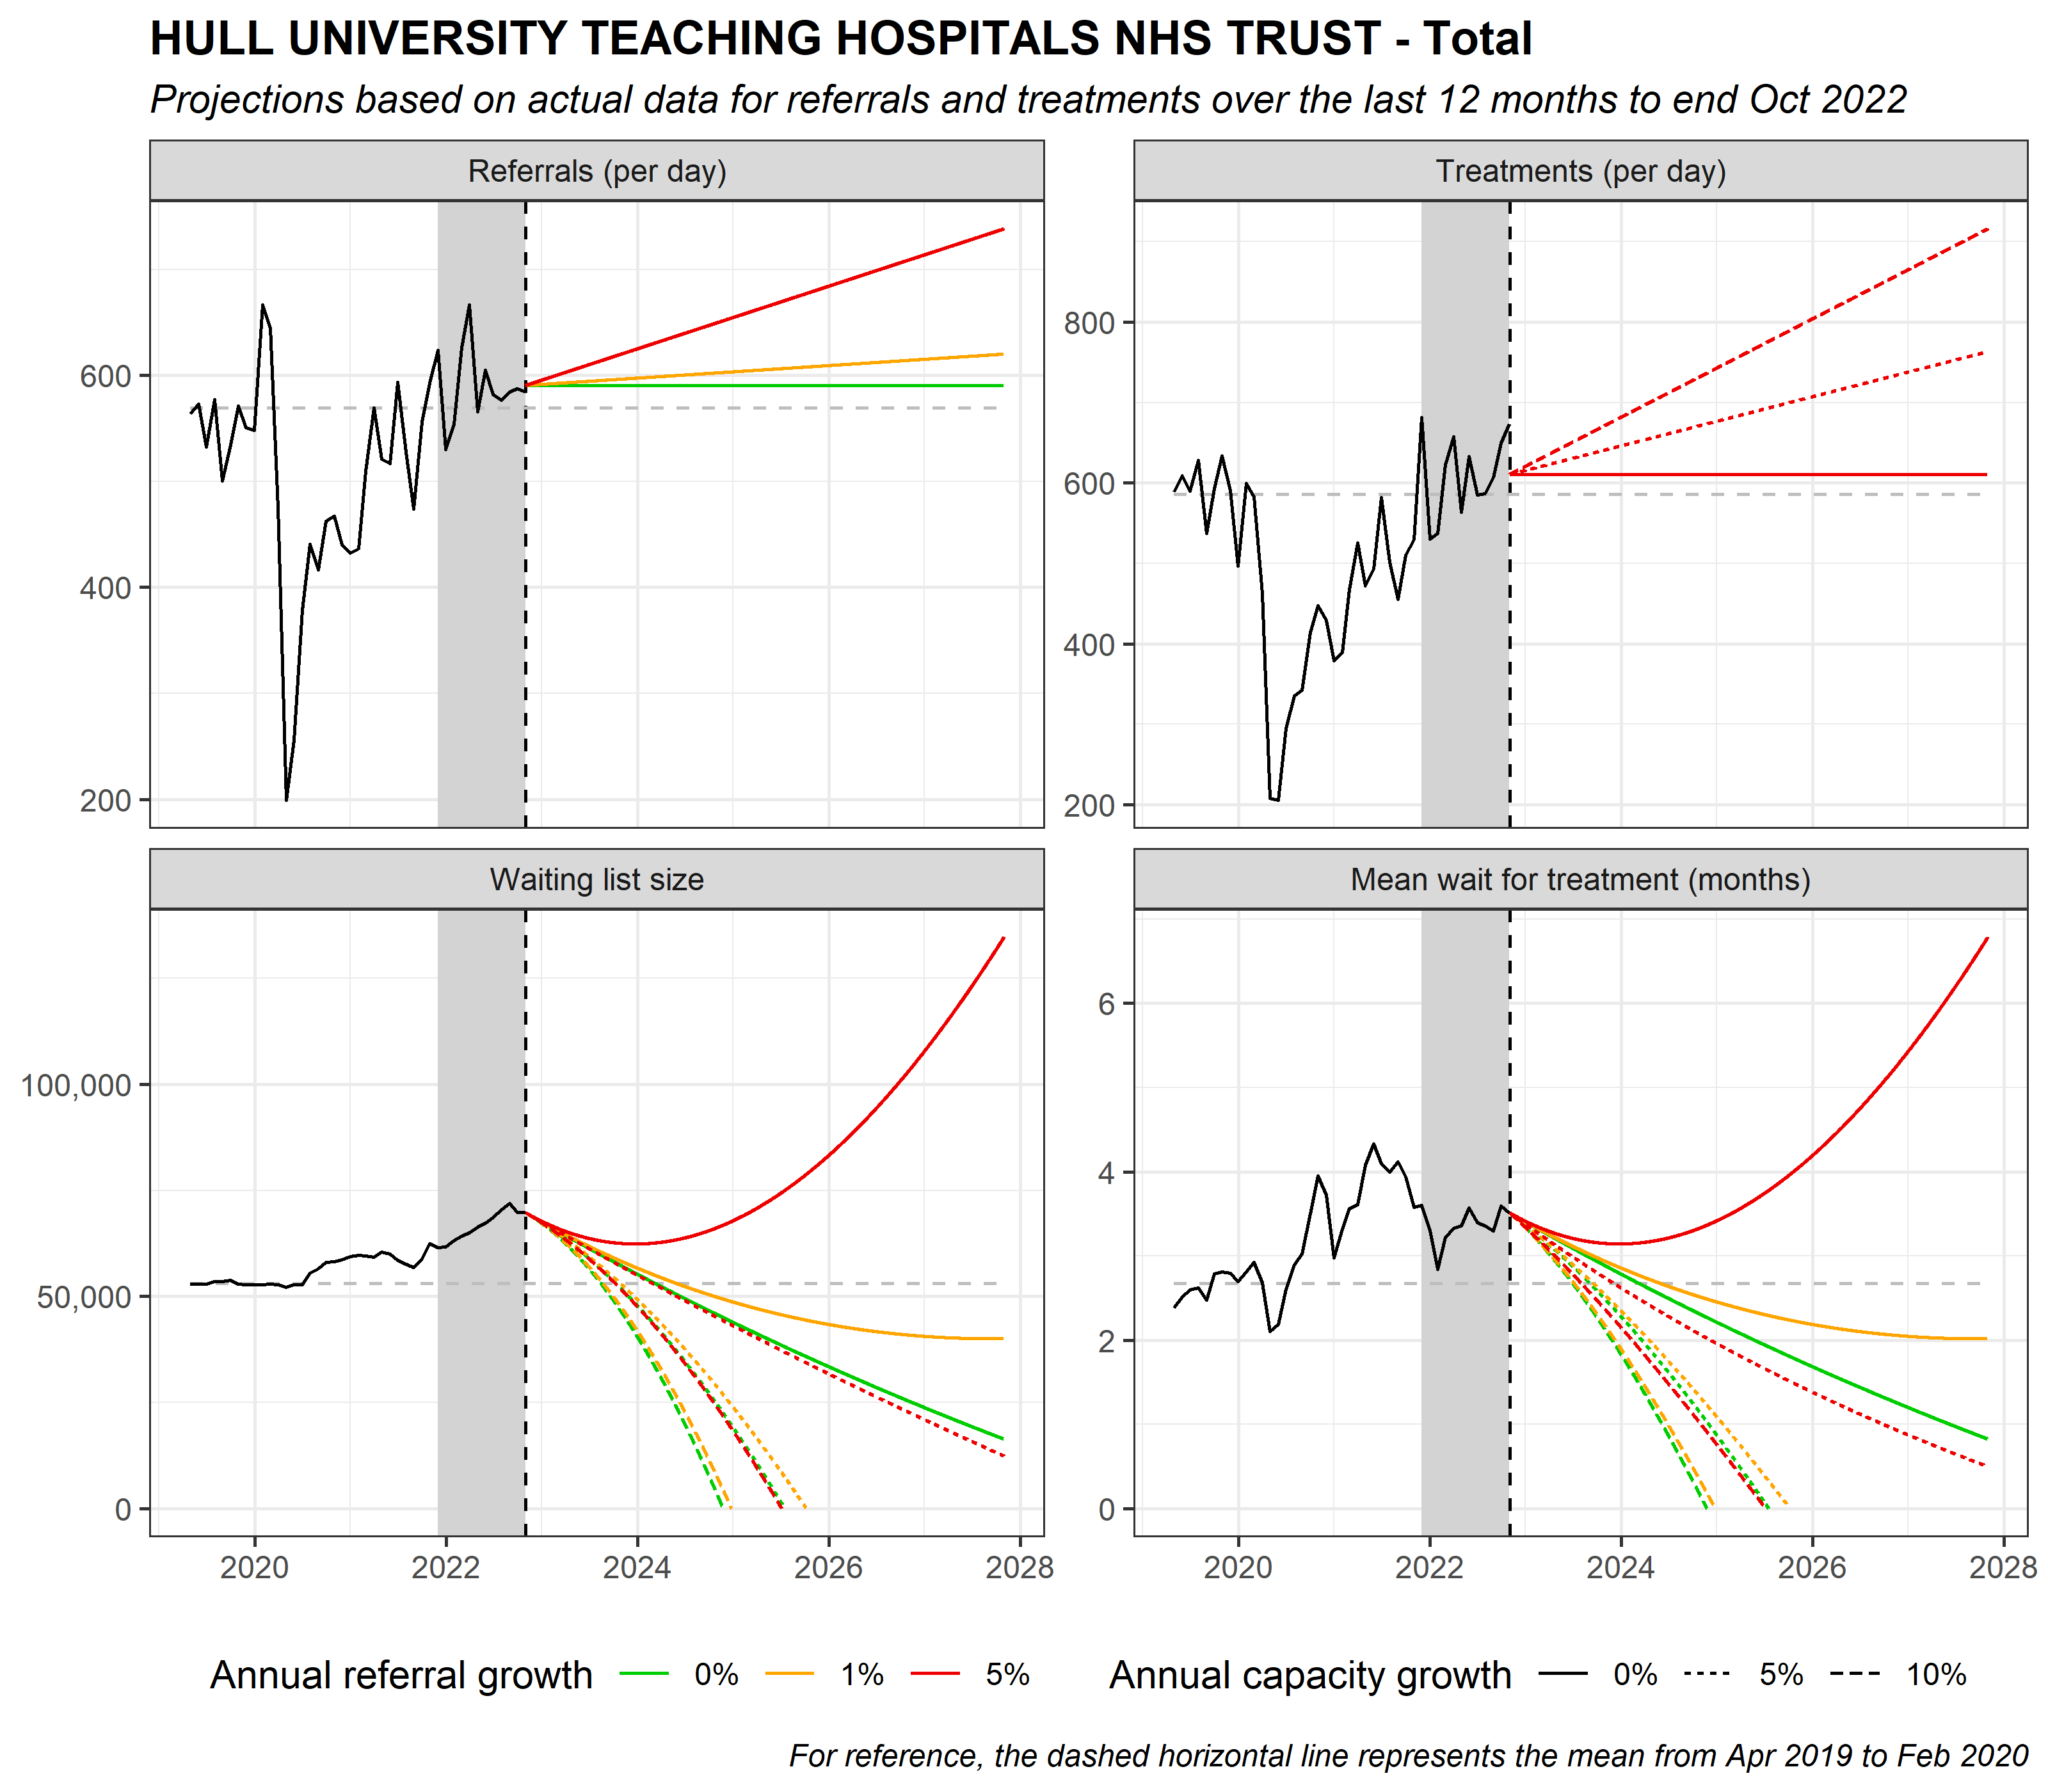 HULL UNIVERSITY TEACHING HOSPITALS NHS TRUST - Total
Projections based on actual data for referrals and treatments over the last 12 months to end Oct 2022
Referrals (per day)
600
400
200
Treatments (per day)
800
600
400
200
Waiting list size
100,000
50,000
0
2020 2022 2024 2026 2028
Mean wait for treatment (months)
6
4
2
0
2020 2022 2024 2026 2028
Annual referral growth 0% 1% 5%
Annual capacity growth 0% 5% 10%
For reference, the dashed horizontal line represents the mean from Apr 2019 to Feb 2020